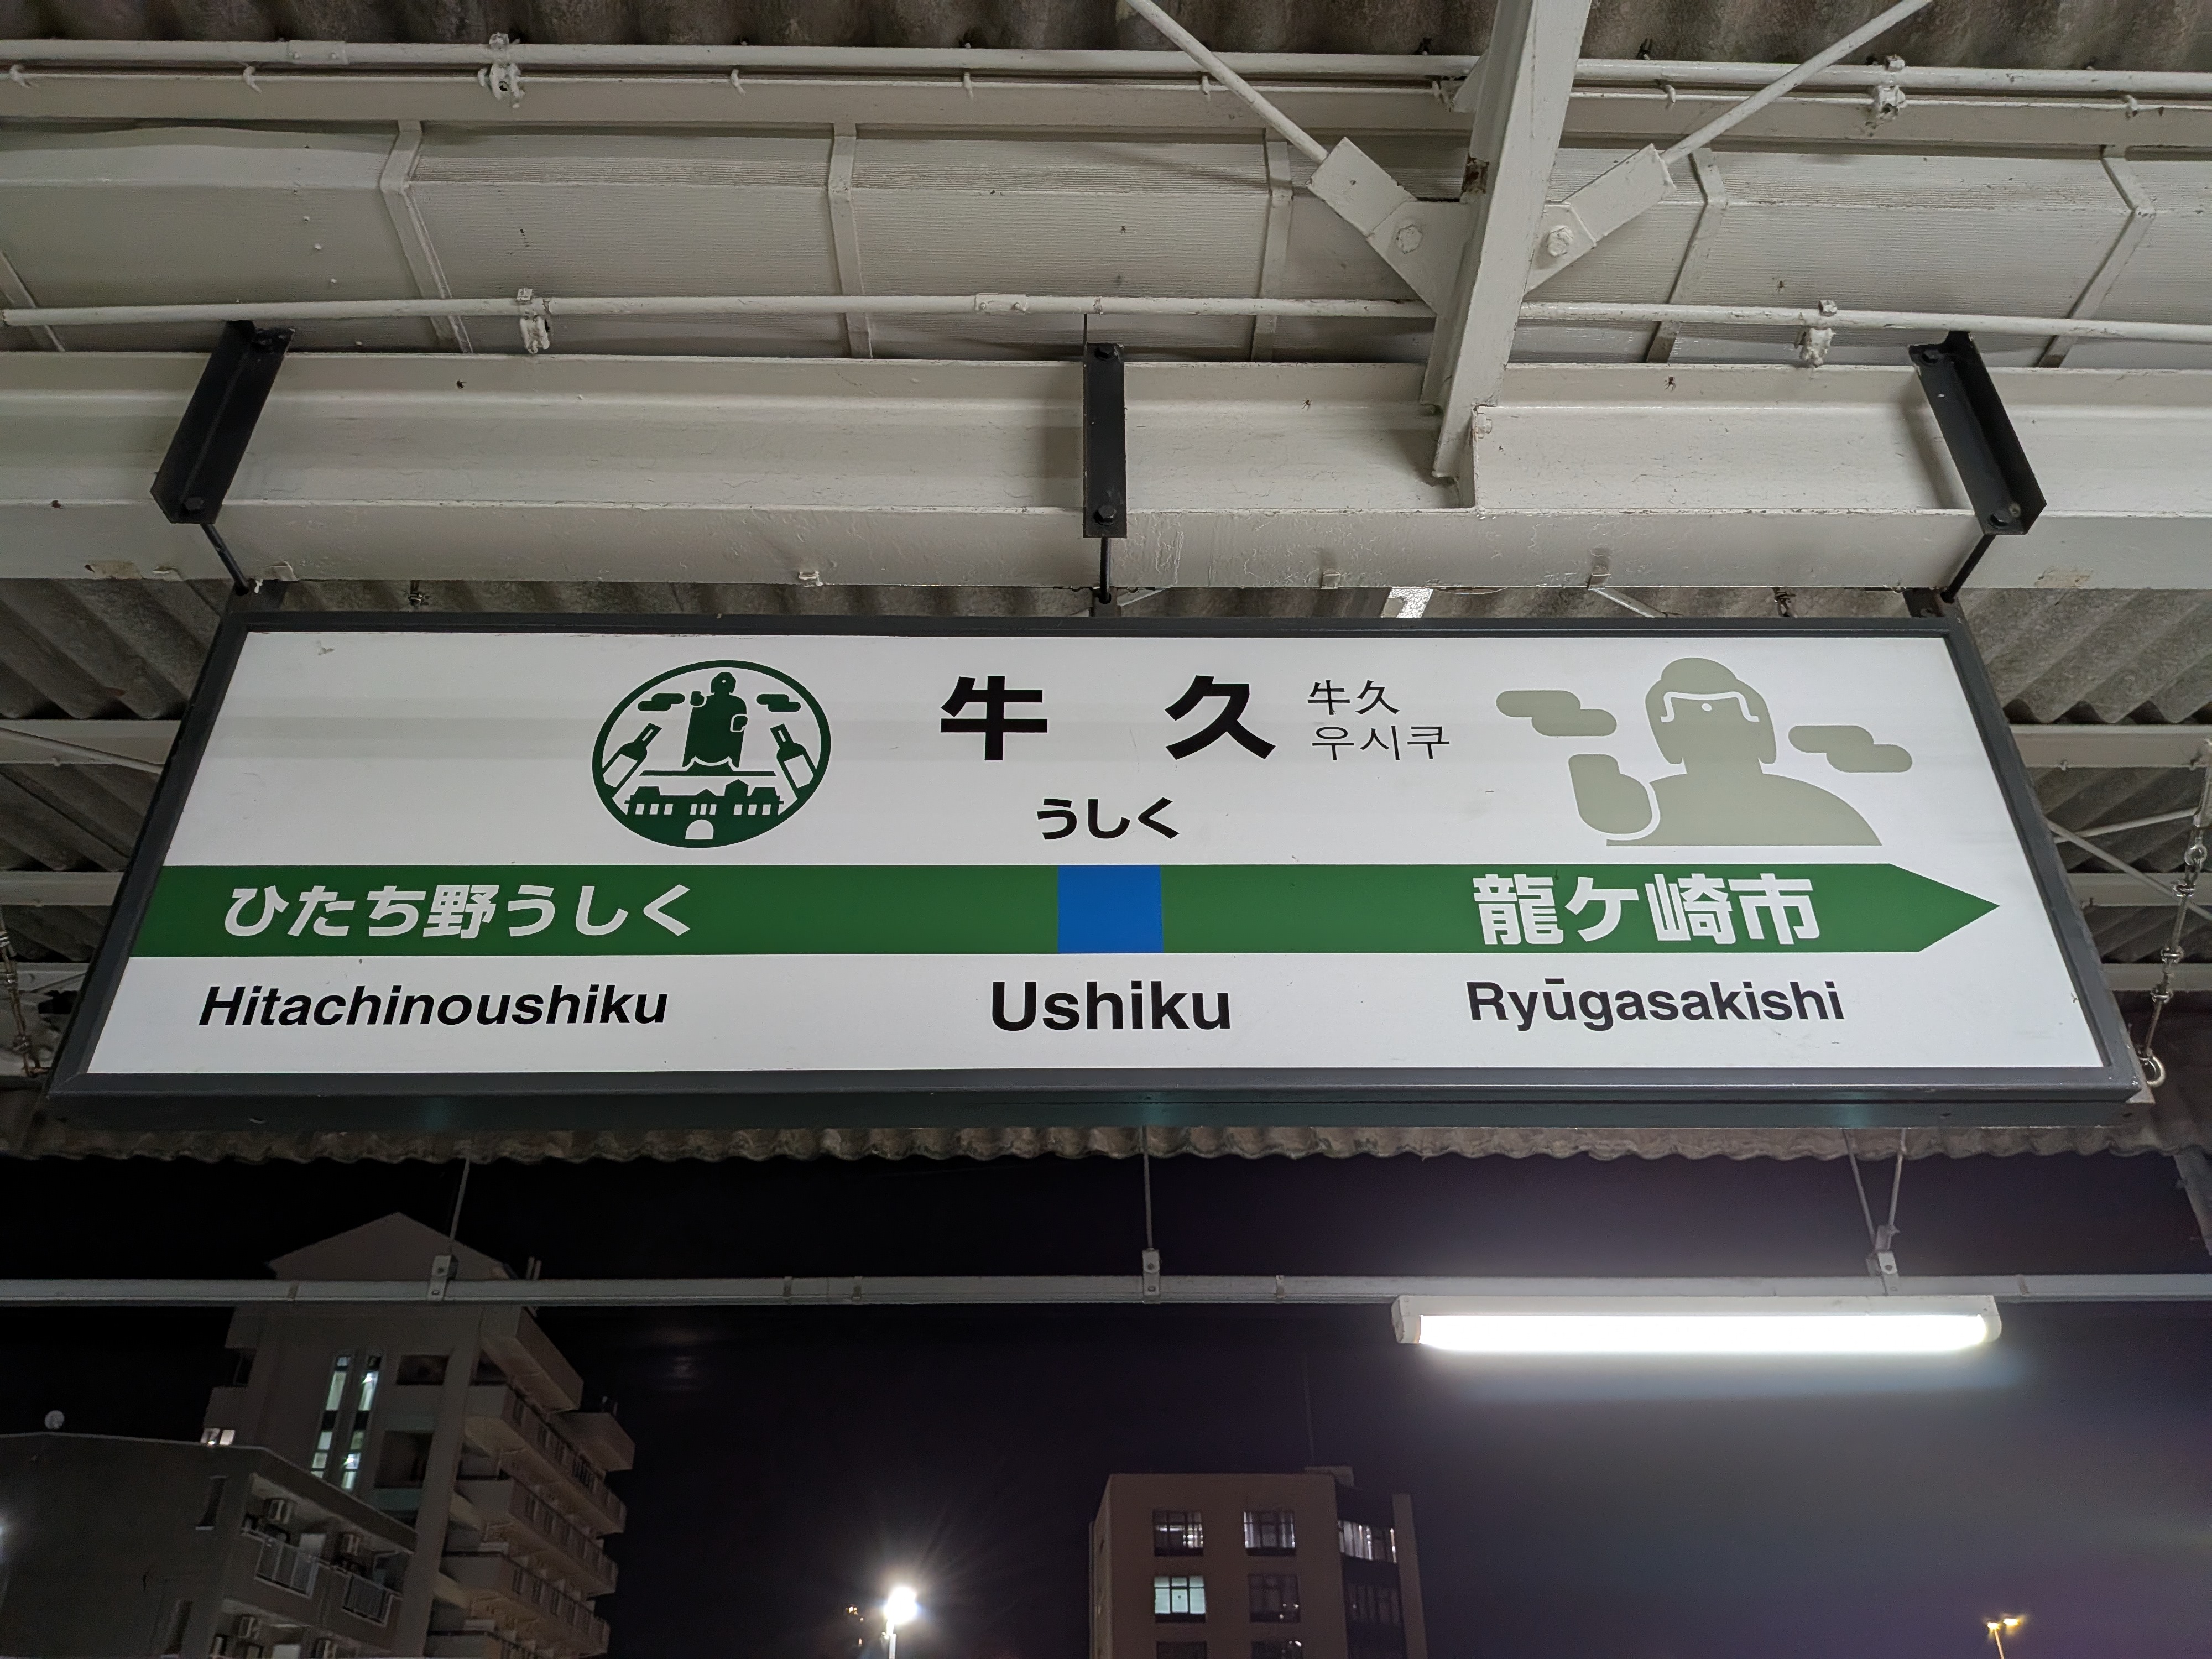 牛久
牛久
우시쿠
うしく
ひたち野うしく
龍ケ崎市
Hitachinoushiku
Ushiku
Ryūgasakishi